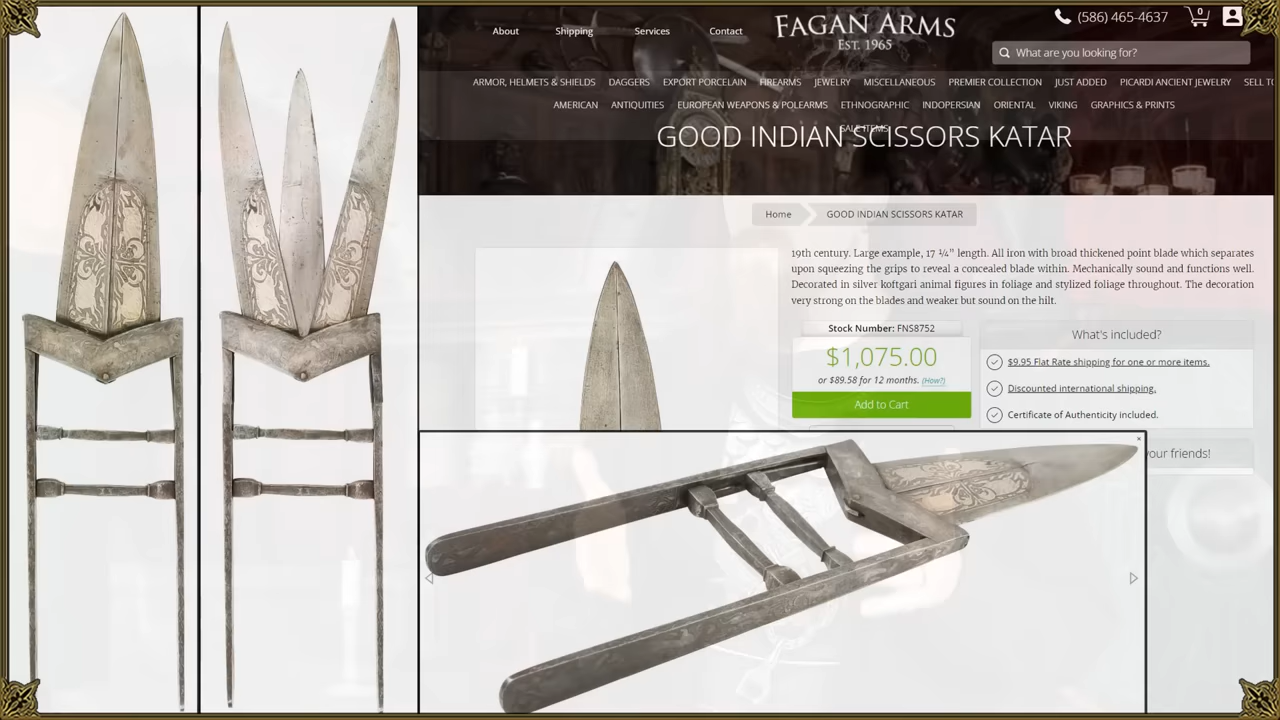 About
Shipping
Services
Contact
FAGAN ARMS
EST. 1965
(586) 465-4637
0
What are you looking for?
ARMOR, HELMETS & SHIELDS DAGGERS EXPORT PORCELAIN FIREARMS JEWELRY MISCELLANEOUS PREMIER COLLECTION JUST ADDED PICARDI ANCIENT JEWELRY SELL TO
AMERICAN ANTIQUITIES EUROPEAN WEAPONS & POLEARMS ETHNOGRAPHIC INDOPERSIAN ORIENTAL VIKING GRAPHICS & PRINTS
SALE ITEMS
GOOD INDIAN SCISSORS KATAR
Home
GOOD INDIAN SCISSORS KATAR
19th century. Large example, 17 ¼" length. All iron with broad thickened point blade which separates
upon squeezing the grips to reveal a concealed blade within. Mechanically sound and functions well.
Decorated in silver koftgari animal figures in foliage and stylized foliage throughout. The decoration
very strong on the blades and weaker but sound on the hilt.
Stock Number: FNS8752
$1,075.00
or $89.58 for 12 months. (How?)
Add to Cart
What's included?
$9.95 Flat Rate shipping for one or more items.
Discounted international shipping.
Certificate of Authenticity included.
your friends!